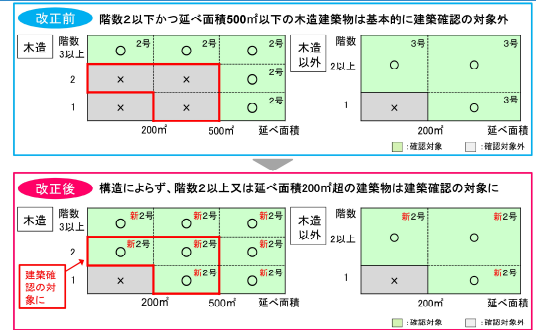 改正前 階数2以下かつ延べ面積500㎡以下の木造建築物は基本的に建築確認の対象外
木造 階数
3以上 ○ 2号 ○ 2号 ○ 2号
2 × × ○ 2号
1 × × ○ 2号
200㎡ 500㎡ 延べ面積
木造以外 階数
2以上 ○ 3号 ○ 3号
1 × ○ 3号
200㎡ 延べ面積
:確認対象 :確認対象外
改正後 構造によらず、階数2以上又は延べ面積200㎡超の建築物は建築確認の対象に
木造 階数
3以上 ○ 新2号 ○ 新2号 ○ 新2号
2 ○ 新2号 ○ 新2号 ○ 新2号
1 × ○ 新2号 ○ 新2号
200㎡ 500㎡ 延べ面積
建築確認の対象に
木造以外 階数
2以上 ○ 新2号 ○ 新2号
1 × ○ 新2号
200㎡ 延べ面積
:確認対象 :確認対象外